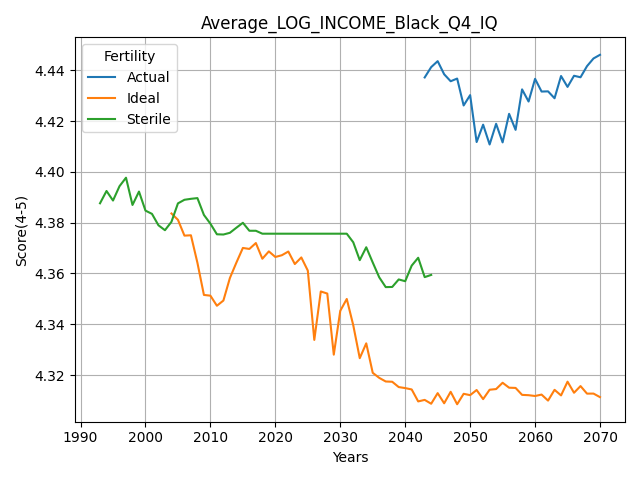 Average_LOG_INCOME_Black_Q4_IQ
Fertility
Actual
Ideal
Sterile
Score(4-5)
4.44
4.42
4.40
4.38
4.36
4.34
4.32
1990
2000
2010
2020
2030
2040
2050
2060
2070
Years